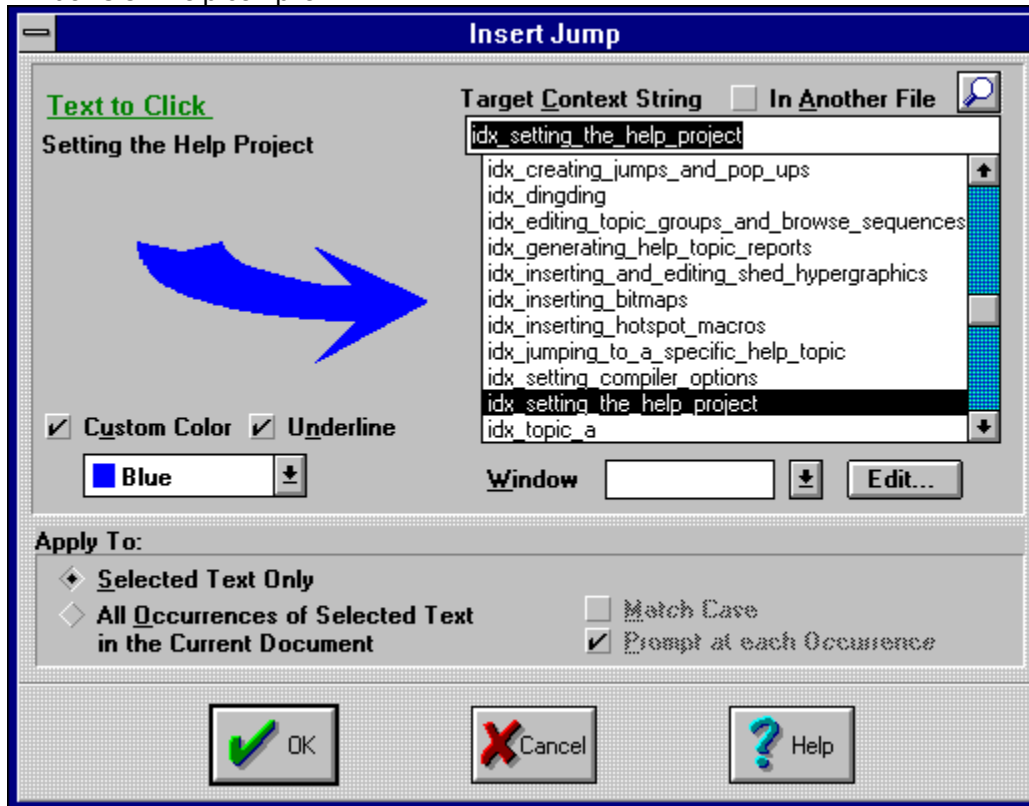 Insert Jump
Text to Click
Setting the Help Project
Target Context String
In Another File
idx_setting_the_help_project
idx_creating_jumps_and_pop_ups
idx_dingding
idx_editing_topic_groups_and_browse_sequences
idx_generating_help_topic_reports
idx_inserting_and_editing_shed_hypergraphics
idx_inserting_bitmaps
idx_inserting_hotspot_macros
idx_jumping_to_a_specific_help_topic
idx_setting_compiler_options
idx_setting_the_help_project
idx_topic_a
Custom Color
Underline
Blue
Window
Edit...
Apply To:
Selected Text Only
All Occurrences of Selected Text
in the Current Document
Match Case
Prompt at each Occurrence
OK
Cancel
Help